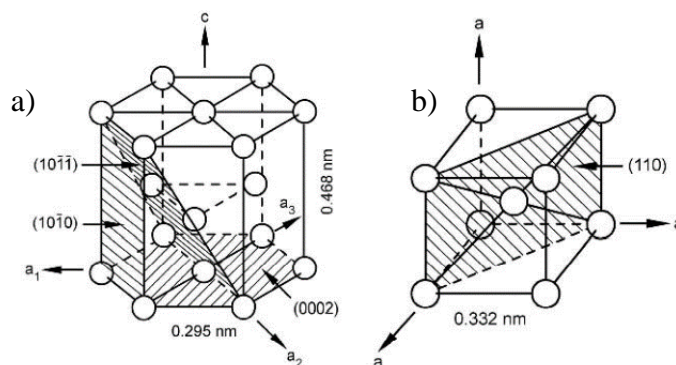 a)
c
(101̄1̄)
(101̄0)
0.468 nm
a₃
a₁
(0002)
0.295 nm
a₂
b)
a
(110)
a
0.332 nm
a